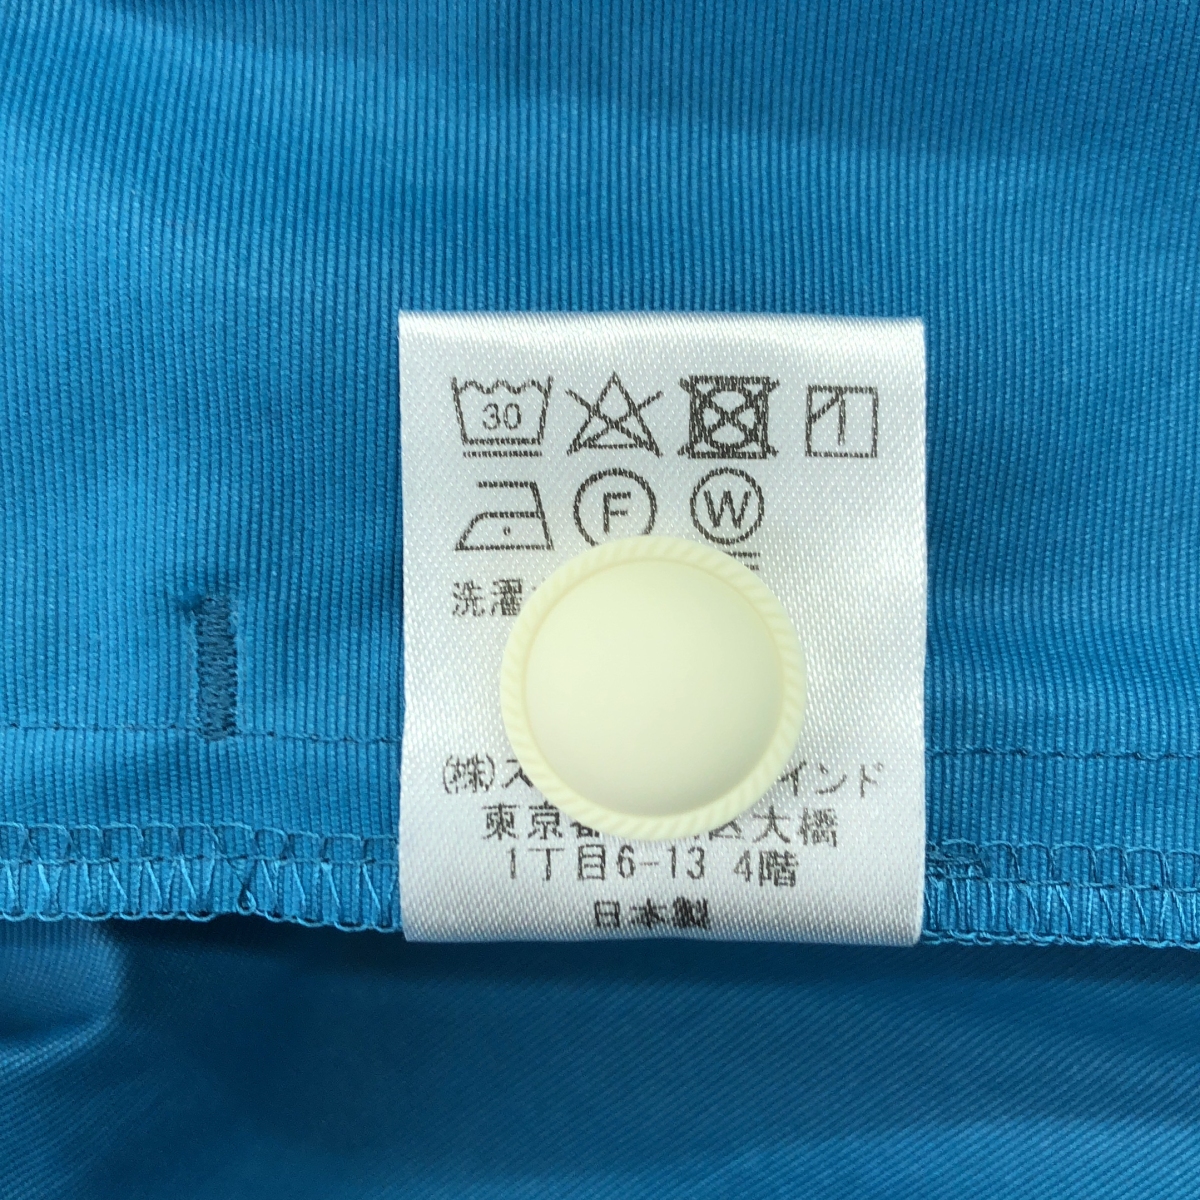 30
F W
洗濯
(株)ス インド
東京都 区大橋
1丁目6-13 4階
日本製